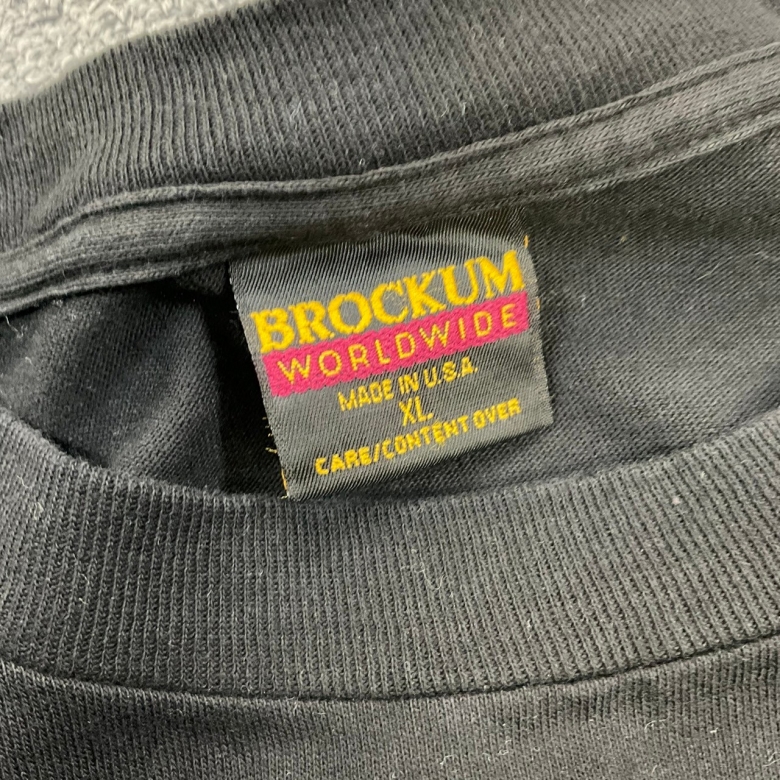 BROCKUM
WORLDWIDE
MADE IN U.S.A.
XL.
CARE/CONTENT OVER